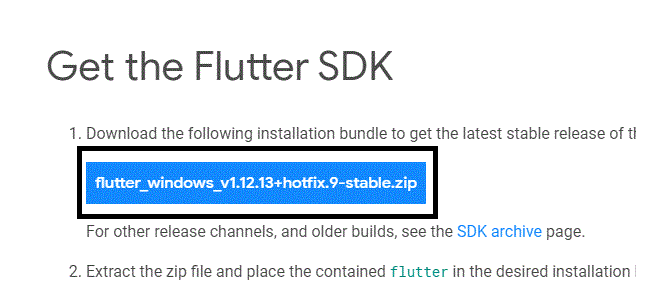 Get the Flutter SDK
1. Download the following installation bundle to get the latest stable release of
flutter_windows_v1.12.13+hotfix.9-stable.zip
For other release channels, and older builds, see the SDK archive page.
2. Extract the zip file and place the contained flutter in the desired installation